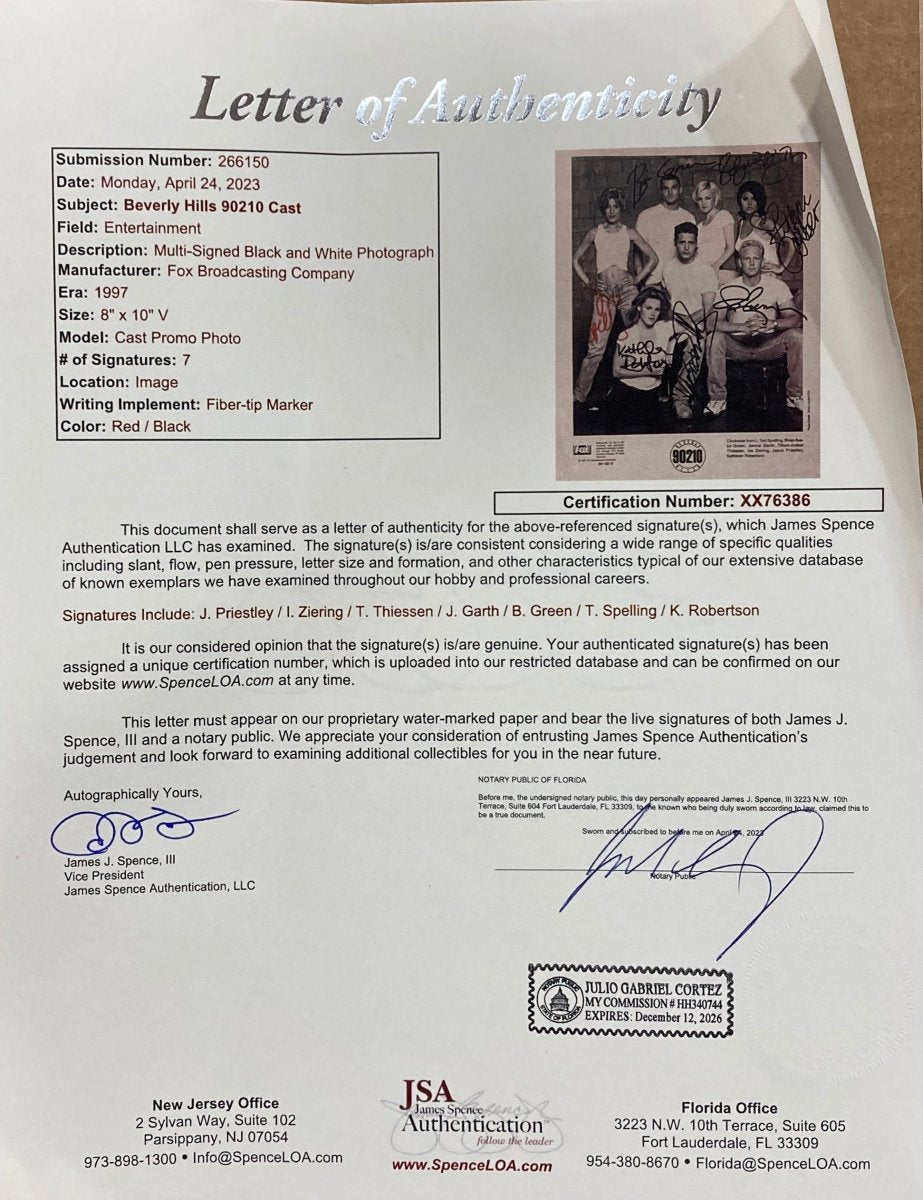 Letter of Authenticity
Submission Number: 266150
Date: Monday, April 24, 2023
Subject: Beverly Hills 90210 Cast
Field: Entertainment
Description: Multi-Signed Black and White Photograph
Manufacturer: Fox Broadcasting Company
Era: 1997
Size: 8" x 10" V
Model: Cast Promo Photo
# of Signatures: 7
Location: Image
Writing Implement: Fiber-tip Marker
Color: Red / Black
FOX
90210
Certification Number: XX76386
This document shall serve as a letter of authenticity for the above-referenced signature(s), which James Spence
Authentication LLC has examined. The signature(s) is/are consistent considering a wide range of specific qualities
including slant, flow, pen pressure, letter size and formation, and other characteristics typical of our extensive database
of known exemplars we have examined throughout our hobby and professional careers.
Signatures Include: J. Priestley / I. Ziering / T. Thiessen / J. Garth / B. Green / T. Spelling / K. Robertson
It is our considered opinion that the signature(s) is/are genuine. Your authenticated signature(s) has been
assigned a unique certification number, which is uploaded into our restricted database and can be confirmed on our
website www.SpenceLOA.com at any time.
This letter must appear on our proprietary water-marked paper and bear the live signatures of both James J.
Spence, III and a notary public. We appreciate your consideration of entrusting James Spence Authentication's
judgement and look forward to examining additional collectibles for you in the near future.
Autographically Yours,
James J. Spence, III
Vice President
James Spence Authentication, LLC
NOTARY PUBLIC OF FLORIDA
Before me, the undersigned notary public, this day personally appeared James J. Spence, III 3223 N.W. 10th
Terrace, Suite 604 Fort Lauderdale, FL 33309, to me known who being duly sworn according to law, claimed this to
be a true document.
Sworn and subscribed to before me on April 24, 2023
Notary Public
NOTARY PUBLIC
STATE OF FLORIDA
JULIO GABRIEL CORTEZ
MY COMMISSION # HH340744
EXPIRES: December 12, 2026
New Jersey Office
2 Sylvan Way, Suite 102
Parsippany, NJ 07054
973-898-1300 • Info@SpenceLOA.com
JSA
James Spence
Authentication
follow the leader
www.SpenceLOA.com
Florida Office
3223 N.W. 10th Terrace, Suite 605
Fort Lauderdale, FL 33309
954-380-8670 • Florida@SpenceLOA.com